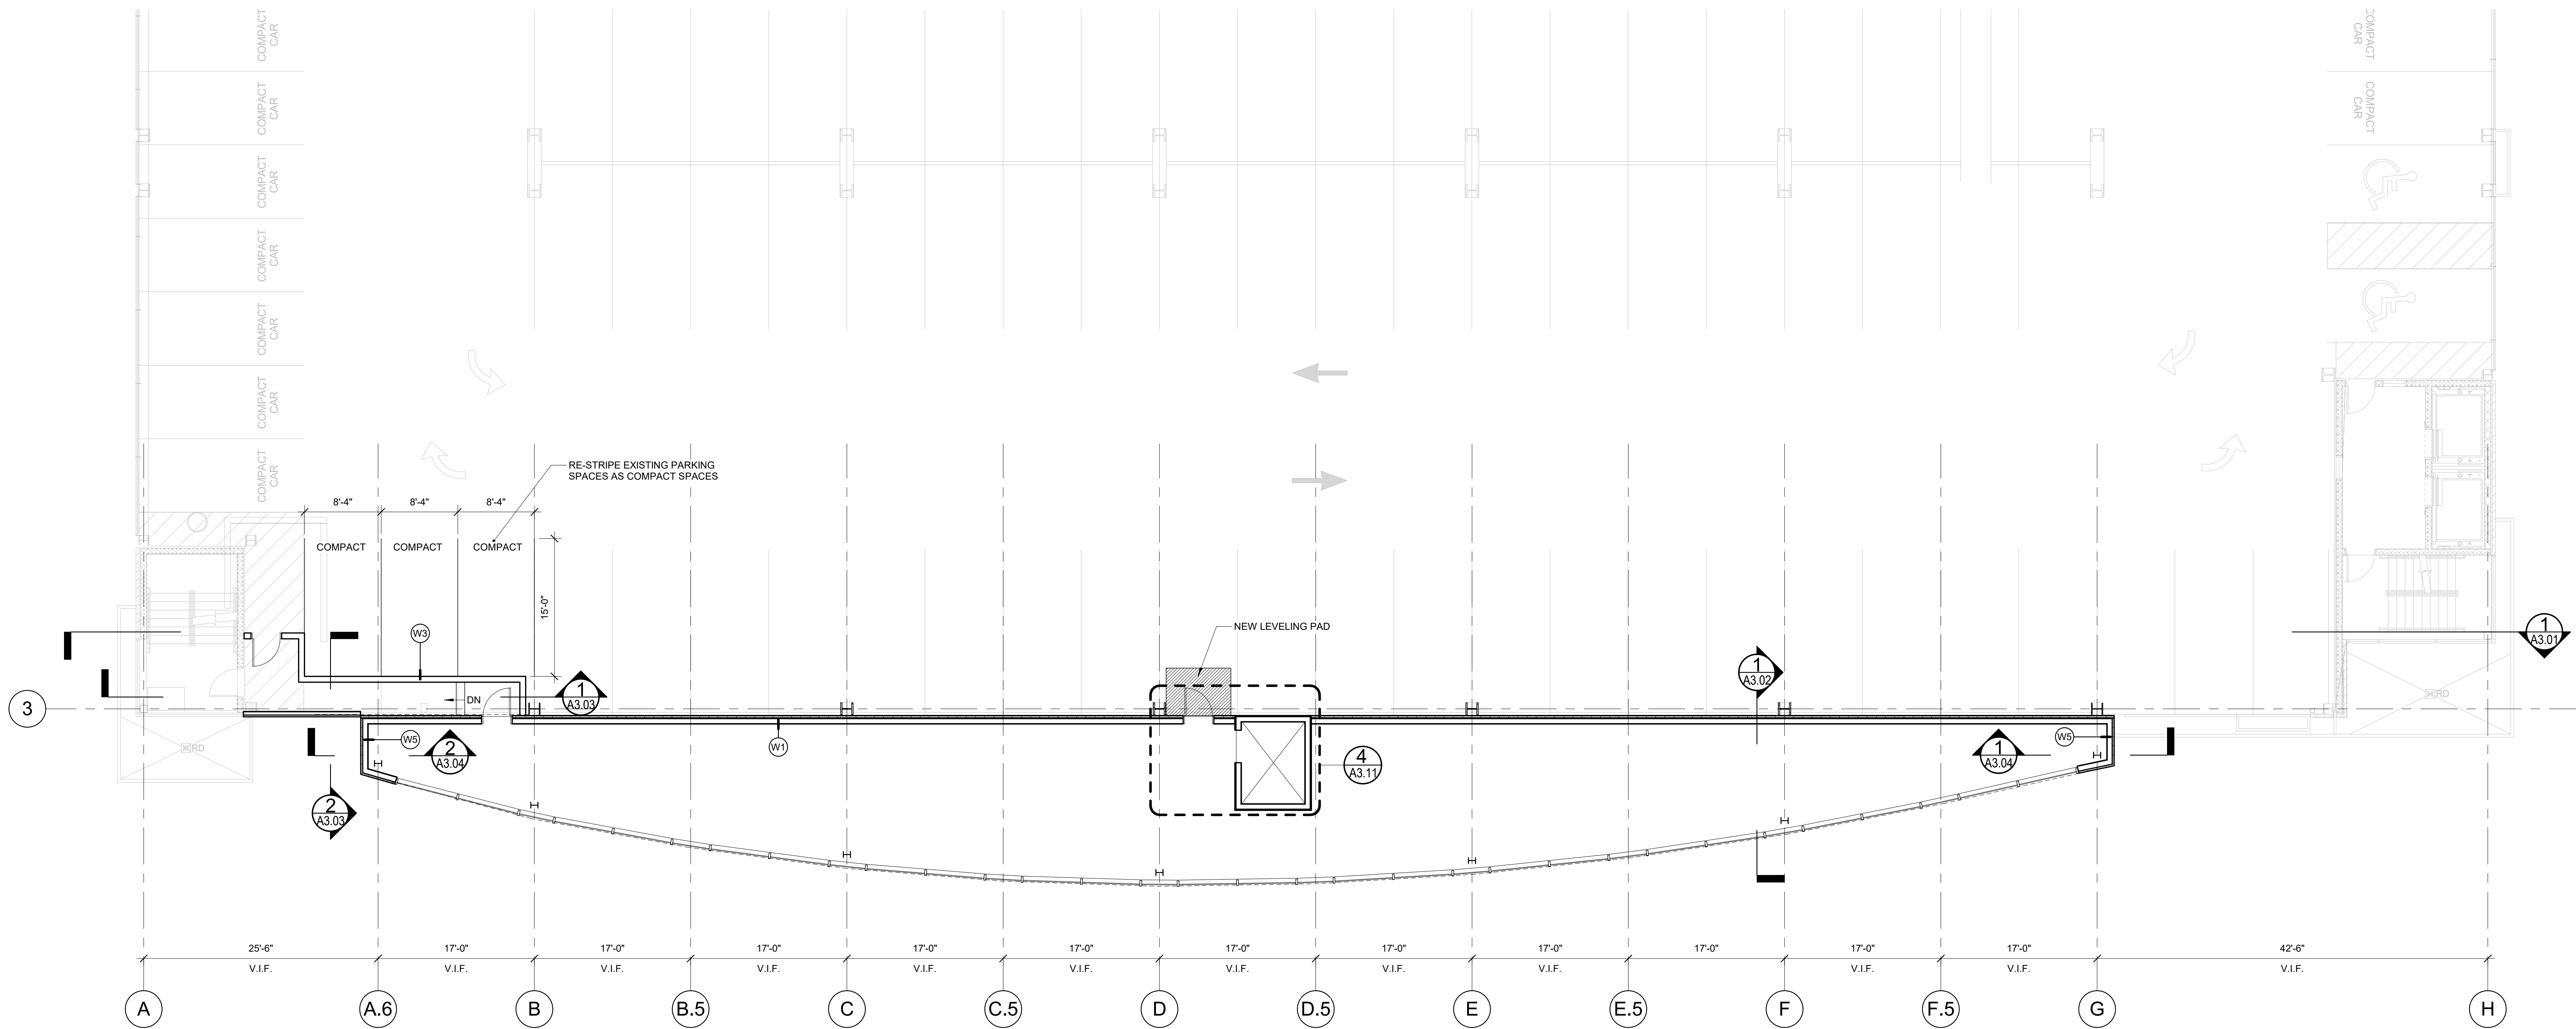 COMPACT
CAR
COMPACT
CAR
COMPACT
CAR
COMPACT
CAR
COMPACT
CAR
COMPACT
CAR
COMPACT
CAR
COMPACT
CAR
COMPACT
CAR
RE-STRIPE EXISTING PARKING
SPACES AS COMPACT SPACES
8'-4" 8'-4" 8'-4"
COMPACT COMPACT COMPACT
15'-0"
NEW LEVELING PAD
W3
1
A3.01
1
A3.02
1
A3.03
DN
3
RD
RD
W5
2
A3.04
W1
4
A3.11
1
A3.04
W5
2
A3.03
25'-6" 17'-0" 17'-0" 17'-0" 17'-0" 17'-0" 17'-0" 17'-0" 17'-0" 17'-0" 17'-0" 17'-0" 42'-6"
V.I.F. V.I.F. V.I.F. V.I.F. V.I.F. V.I.F. V.I.F. V.I.F. V.I.F. V.I.F. V.I.F. V.I.F.
A A.6 B B.5 C C.5 D D.5 E E.5 F F.5 G H